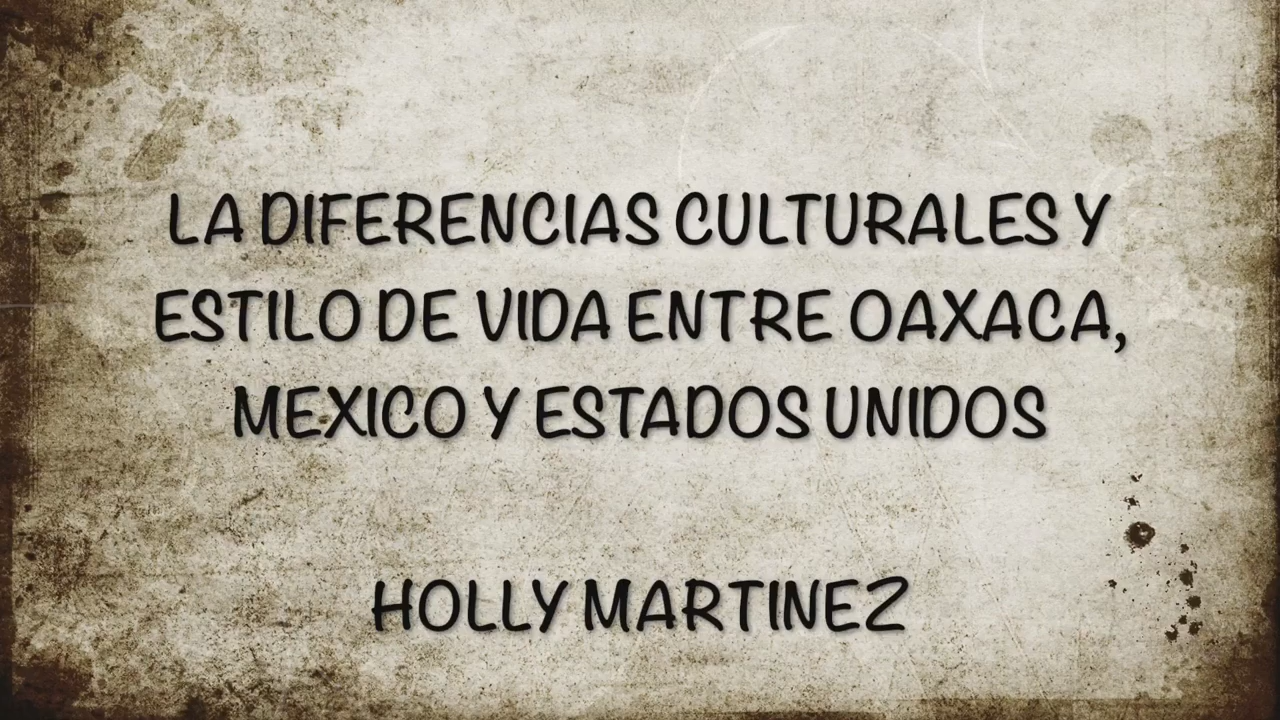 LA DIFERENCIAS CULTURALES Y
ESTILO DE VIDA ENTRE OAXACA,
MEXICO Y ESTADOS UNIDOS
HOLLY MARTINEZ